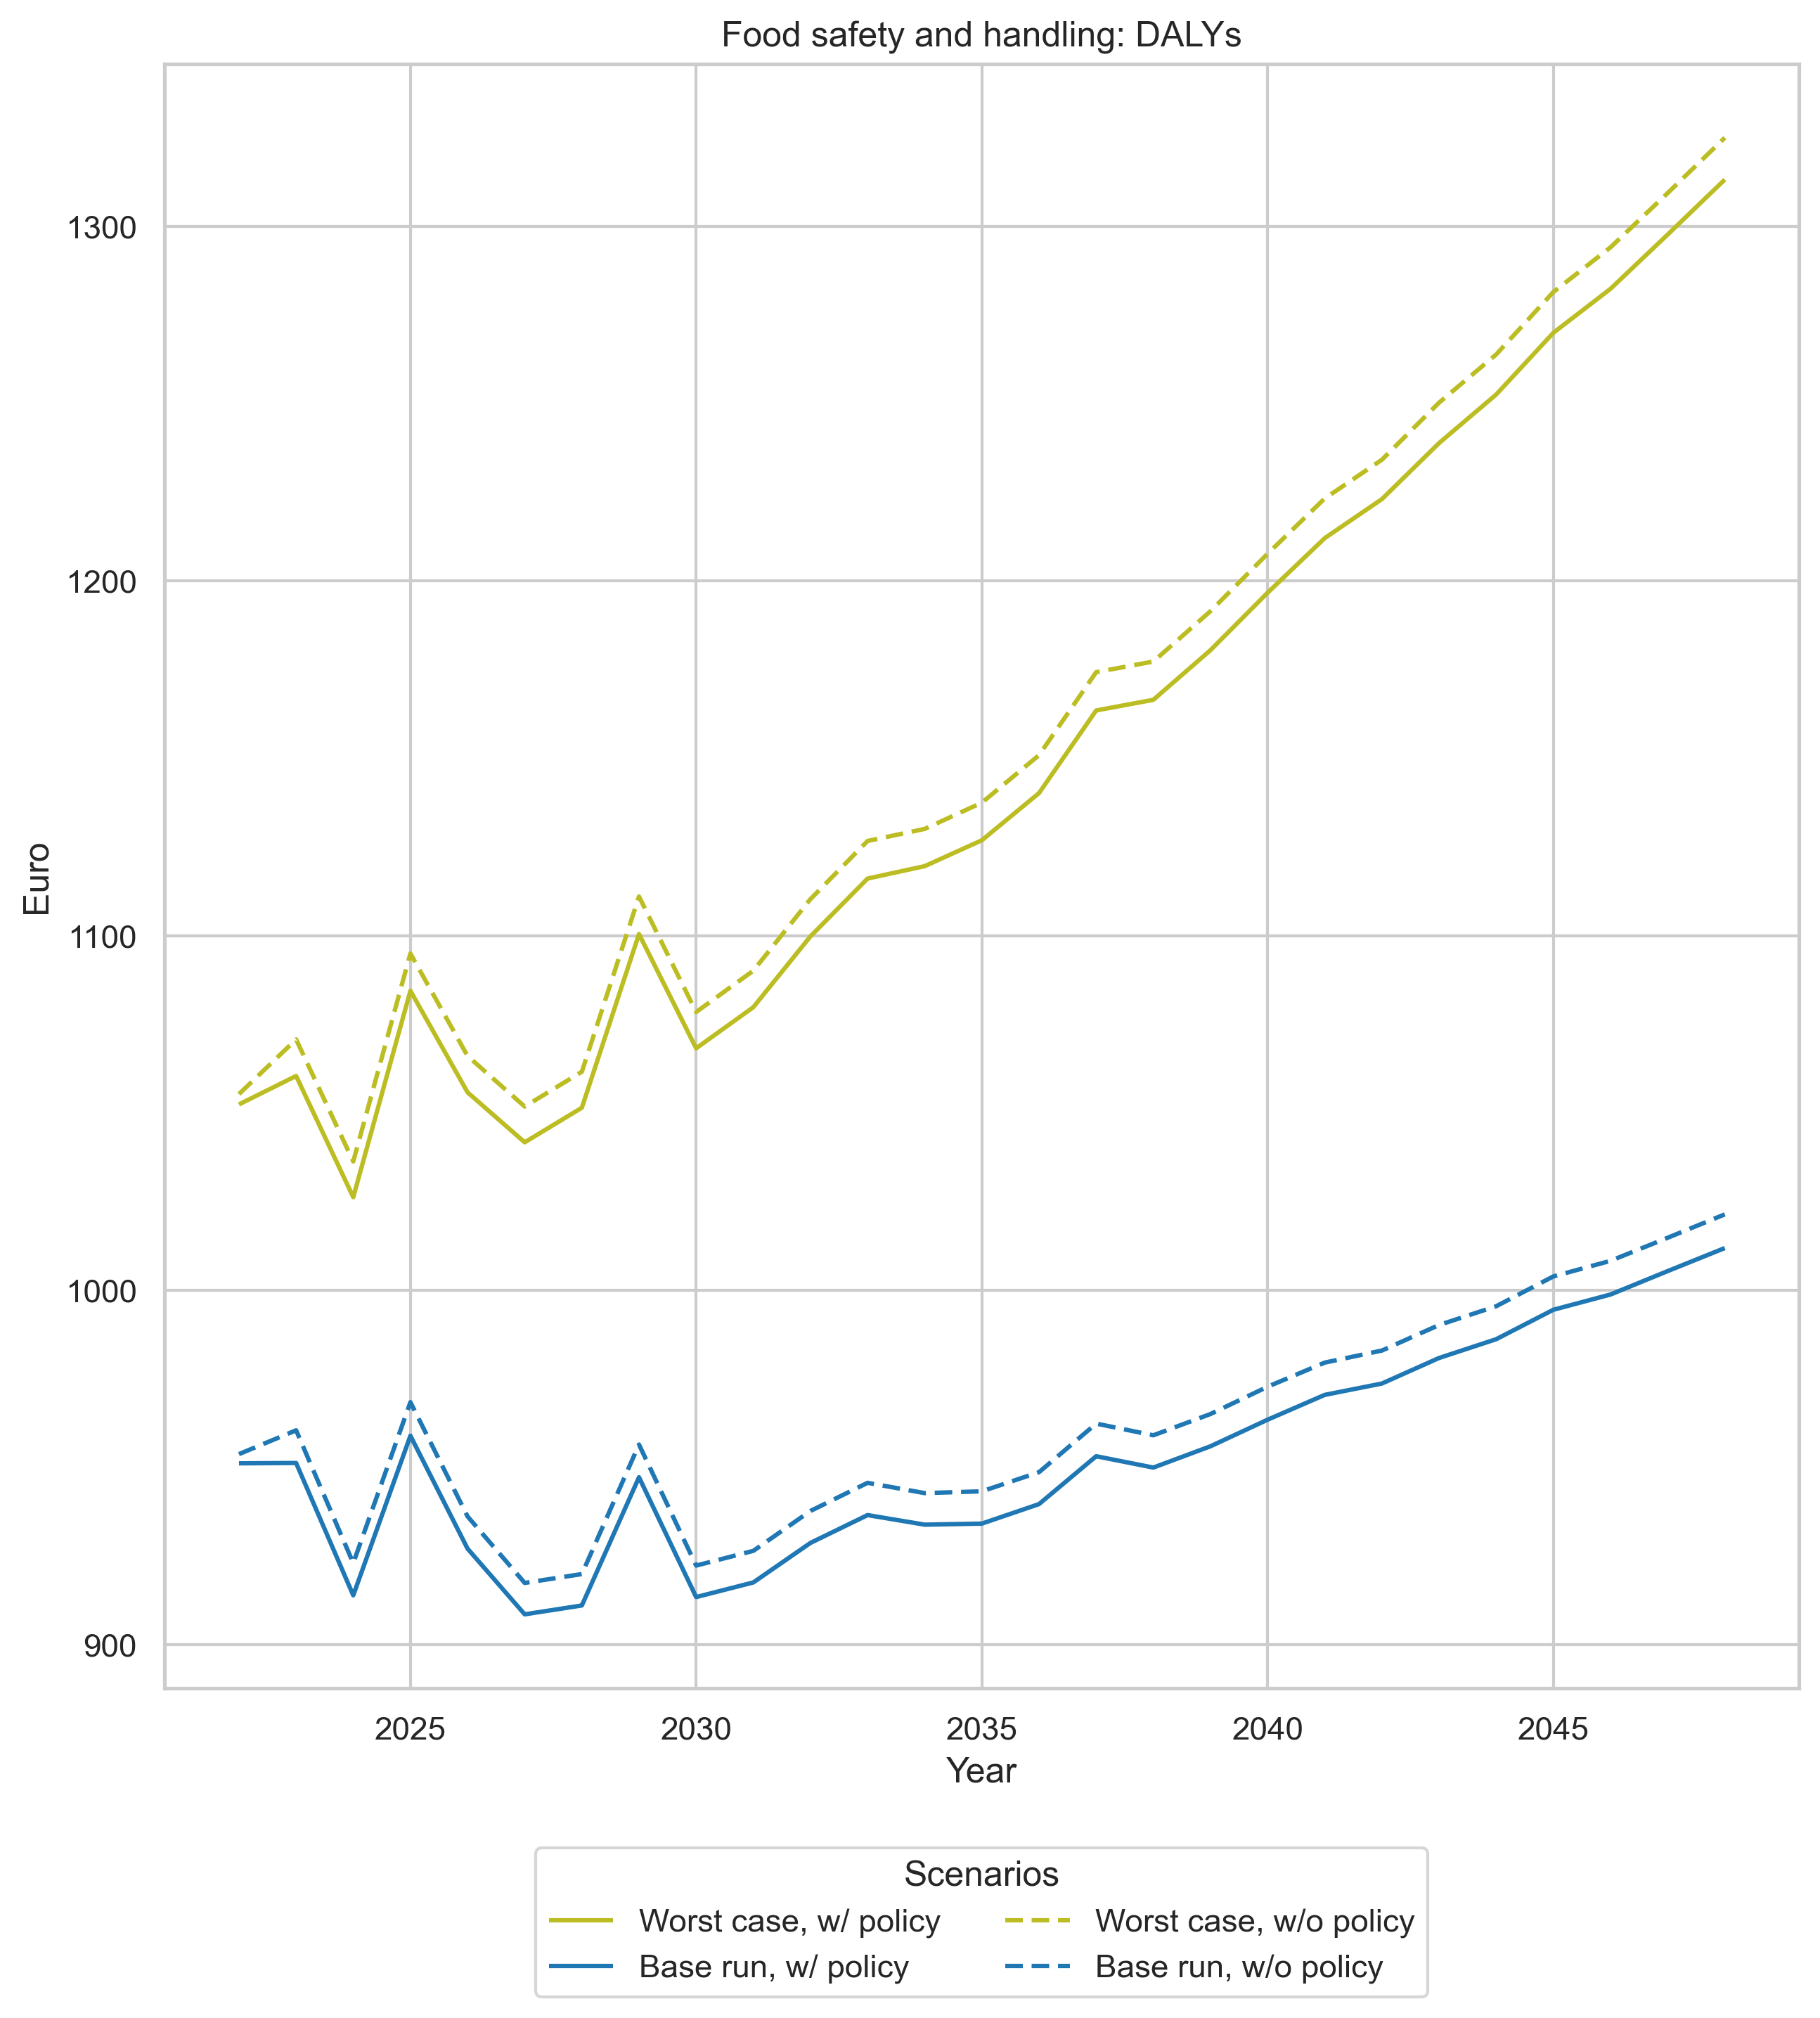 Food safety and handling: DALYs
1300
1200
1100
1000
900
Euro
2025 2030 2035 2040 2045
Year
Scenarios
Worst case, w/ policy Worst case, w/o policy
Base run, w/ policy Base run, w/o policy